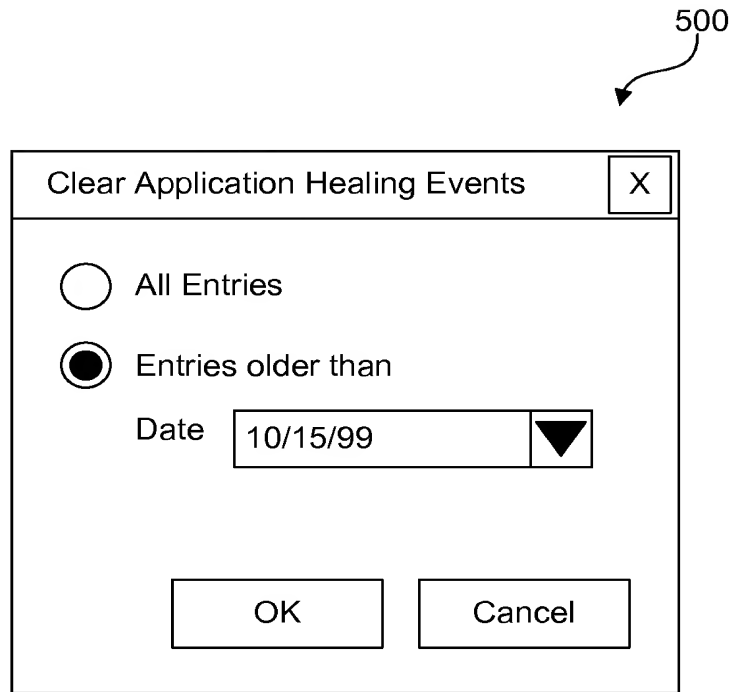 500
Clear Application Healing Events X
All Entries
Entries older than
Date 10/15/99
OK Cancel